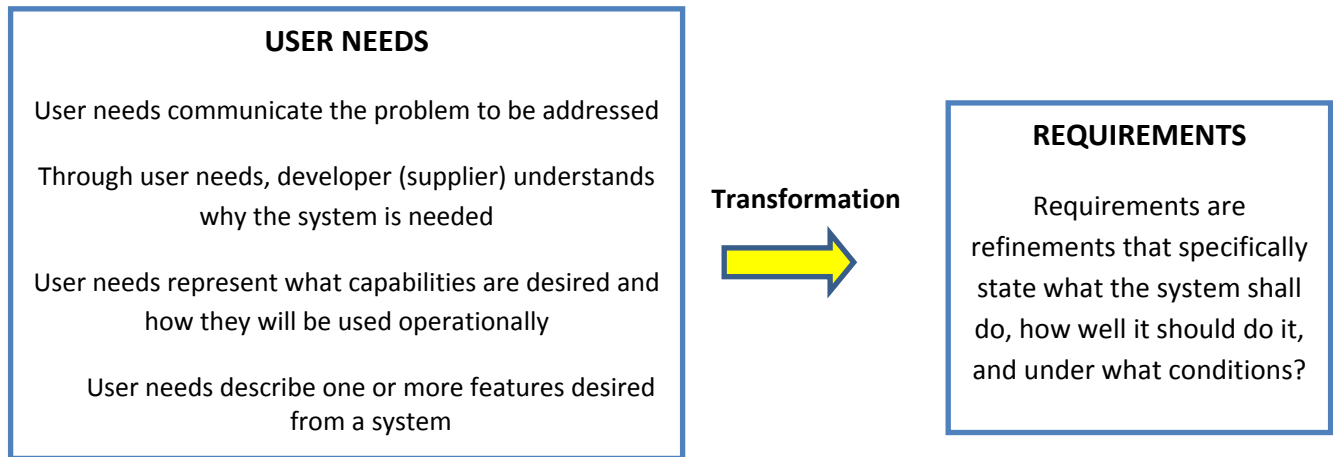 USER NEEDS
User needs communicate the problem to be addressed
Through user needs, developer (supplier) understands
why the system is needed
User needs represent what capabilities are desired and
how they will be used operationally
User needs describe one or more features desired
from a system
Transformation
REQUIREMENTS
Requirements are
refinements that specifically
state what the system shall
do, how well it should do it,
and under what conditions?